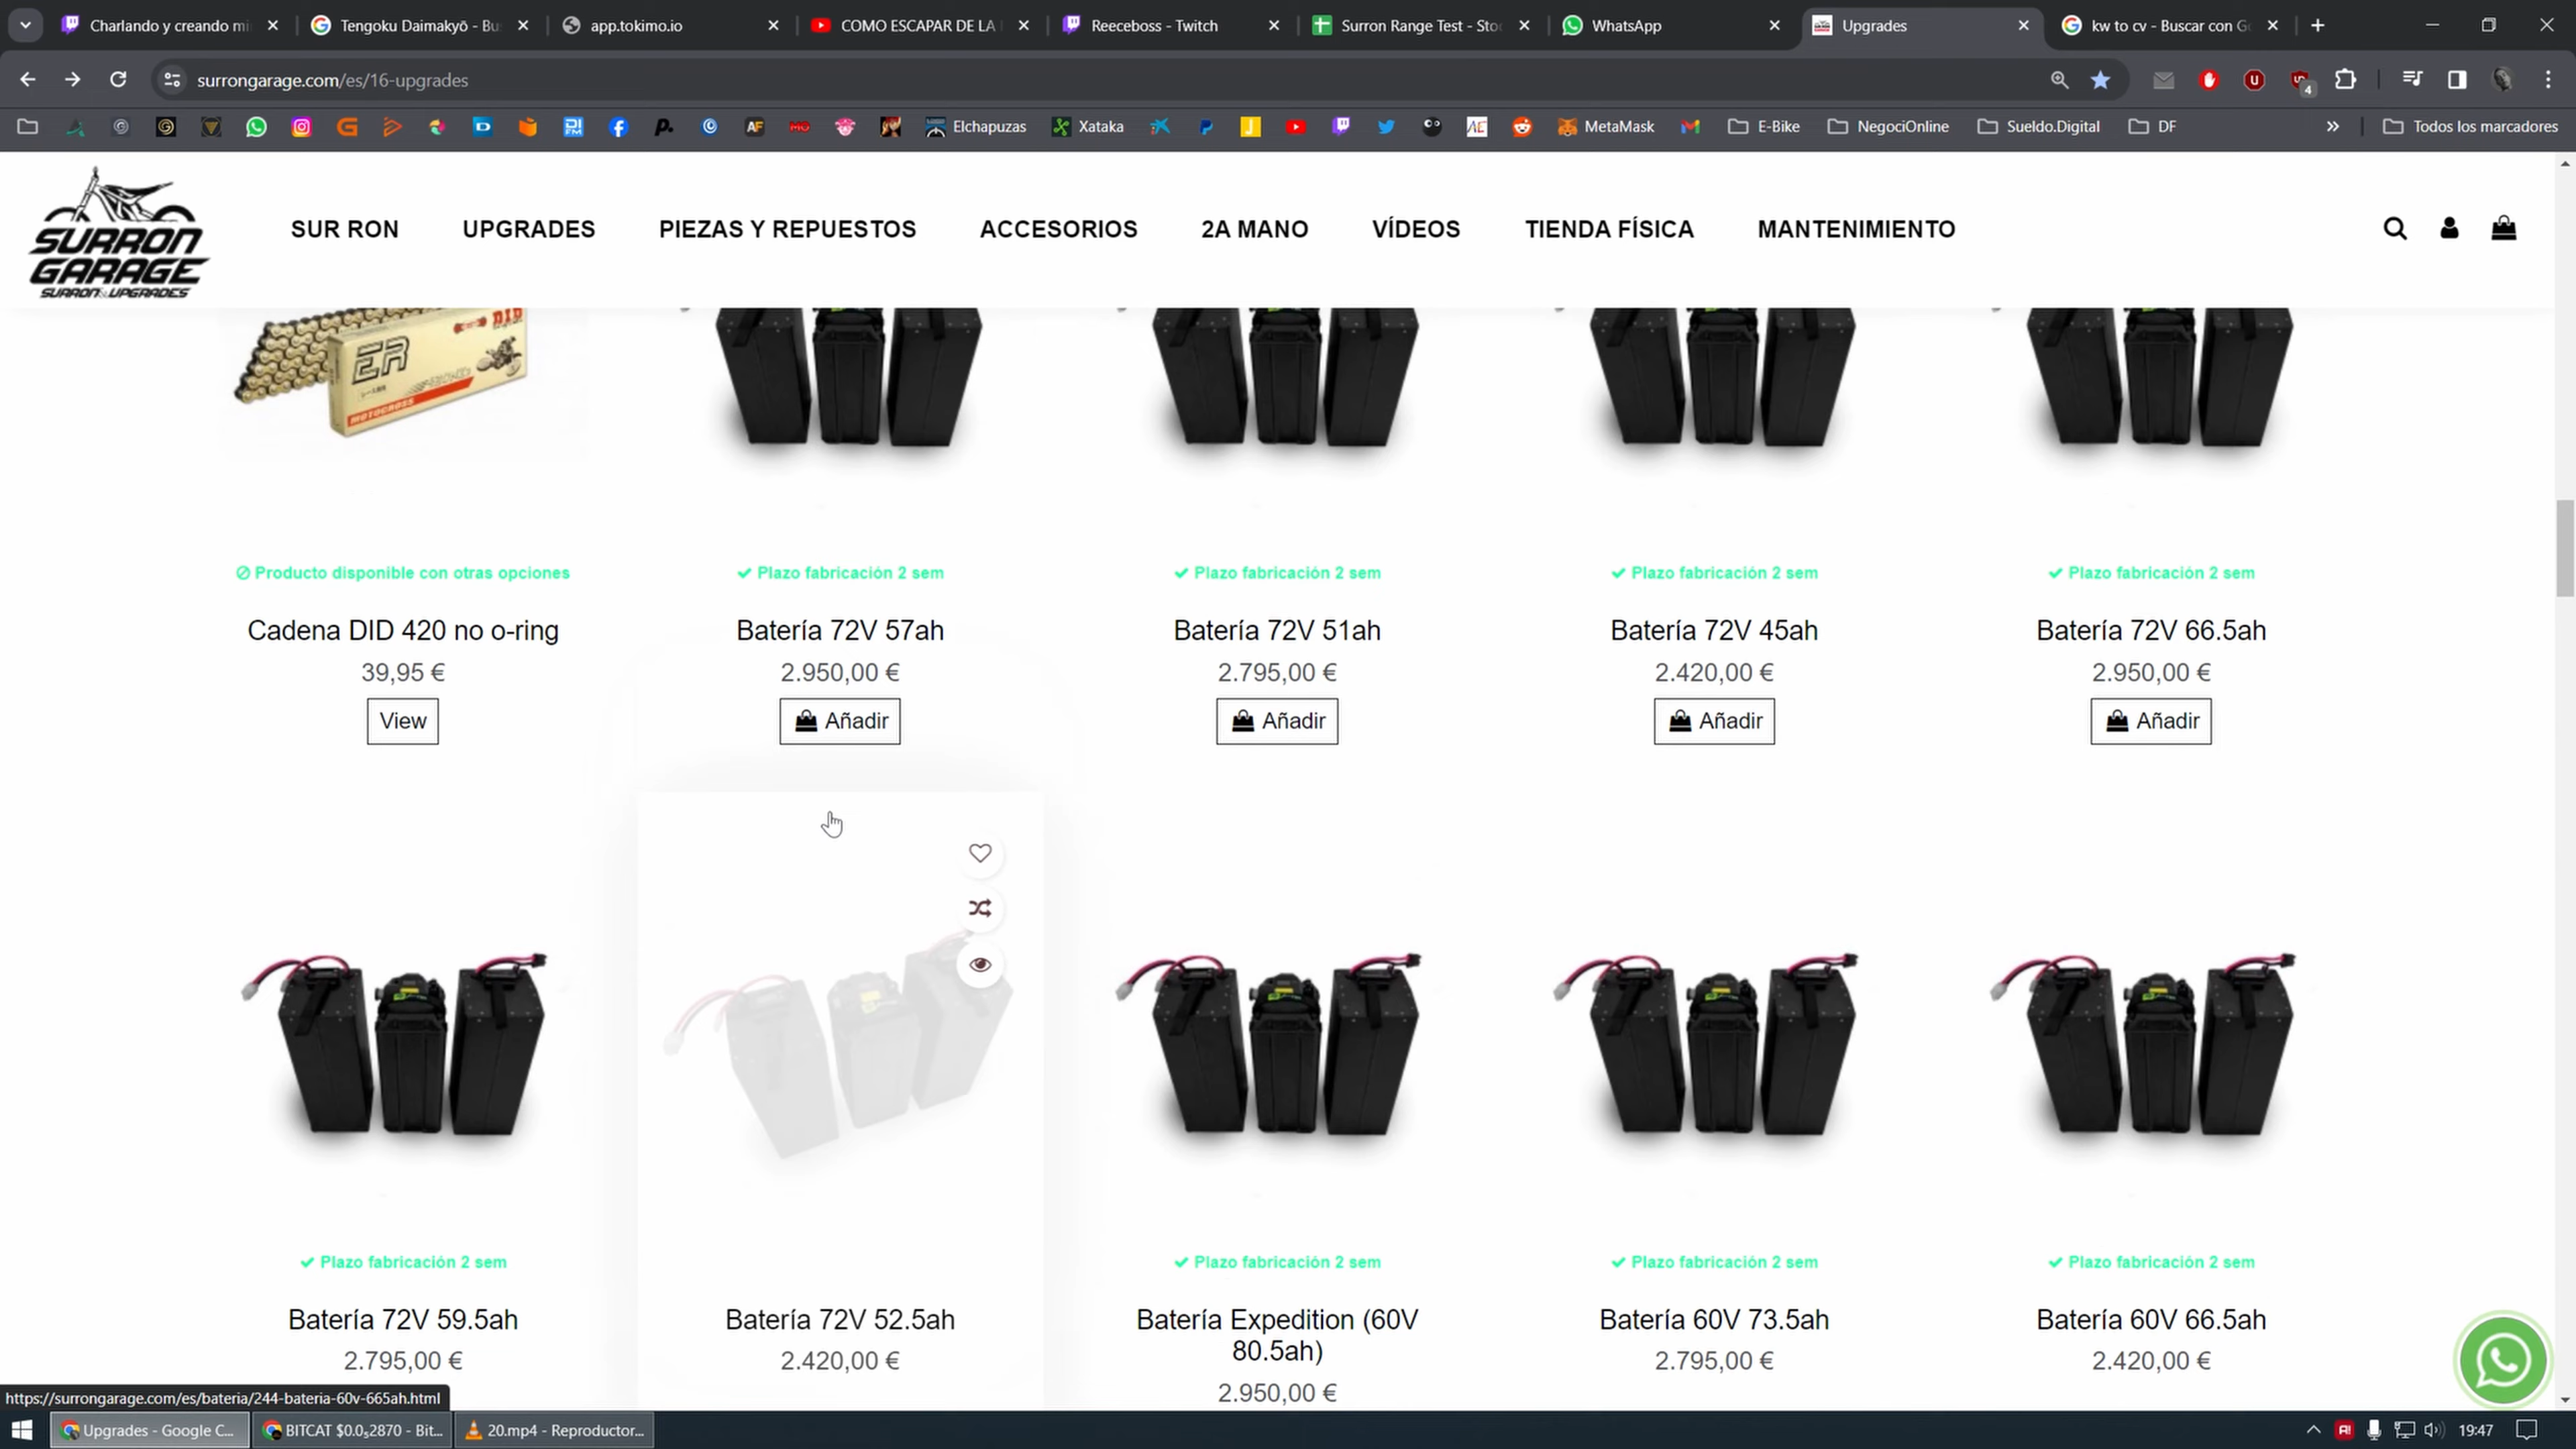 Charlando y creando mi
Tengoku Daimakyō - Bu
app.tokimo.io
COMO ESCAPAR DE LA
Reeceboss - Twitch
Surron Range Test - Sto
WhatsApp
Upgrades
kw to cv - Buscar con G
surrongarage.com/es/16-upgrades
4
Elchapuzas
Xataka
MetaMask
E-Bike
NegociOnline
Sueldo.Digital
DF
Todos los marcadores
SURRON
GARAGE
SURRON&UPGRADES
SUR RON
UPGRADES
PIEZAS Y REPUESTOS
ACCESORIOS
2A MANO
VÍDEOS
TIENDA FÍSICA
MANTENIMIENTO
DID
ER
MOTOCROSS
Producto disponible con otras opciones
Plazo fabricación 2 sem
Plazo fabricación 2 sem
Plazo fabricación 2 sem
Plazo fabricación 2 sem
Cadena DID 420 no o-ring
Batería 72V 57ah
Batería 72V 51ah
Batería 72V 45ah
Batería 72V 66.5ah
39,95 €
2.950,00 €
2.795,00 €
2.420,00 €
2.950,00 €
View
Añadir
Añadir
Añadir
Añadir
Plazo fabricación 2 sem
Plazo fabricación 2 sem
Plazo fabricación 2 sem
Plazo fabricación 2 sem
Batería 72V 59.5ah
Batería 72V 52.5ah
Batería Expedition (60V
80.5ah)
Batería 60V 73.5ah
Batería 60V 66.5ah
2.795,00 €
2.420,00 €
2.950,00 €
2.795,00 €
2.420,00 €
https://surrongarage.com/es/bateria/244-bateria-60v-665ah.html
Upgrades - Google C...
BITCAT $0.0₅2870 - Bit...
20.mp4 - Reproductor...
19:47